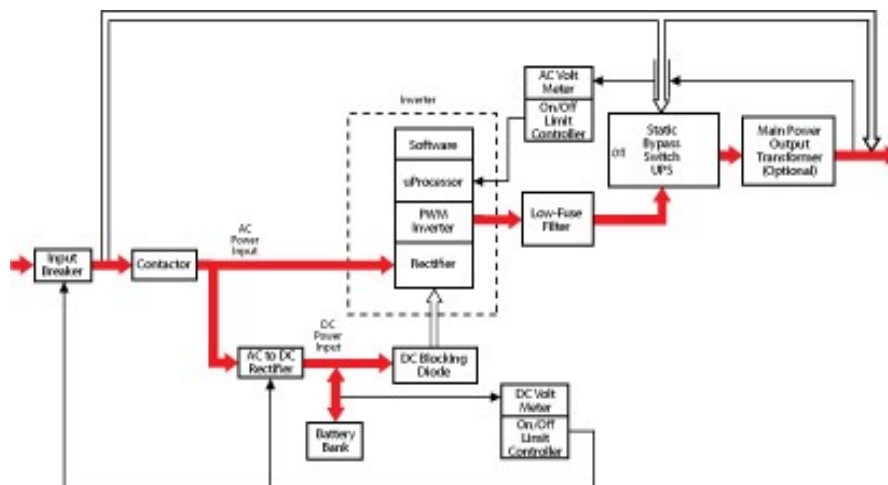 AC Volt
Meter
On/Off
Limit
Controller
Inverter
Software
uProcessor
PWM
Inverter
Rectifier
Static
Bypass
Switch
UPS
Main Power
Output
Transformer
(Optional)
Low-Fuse
Filter
AC
Power
Input
Input
Breaker
Contactor
DC
Power
Input
AC to DC
Rectifier
DC Blocking
Diode
DC Volt
Meter
On/Off
Limit
Controller
Battery
Bank